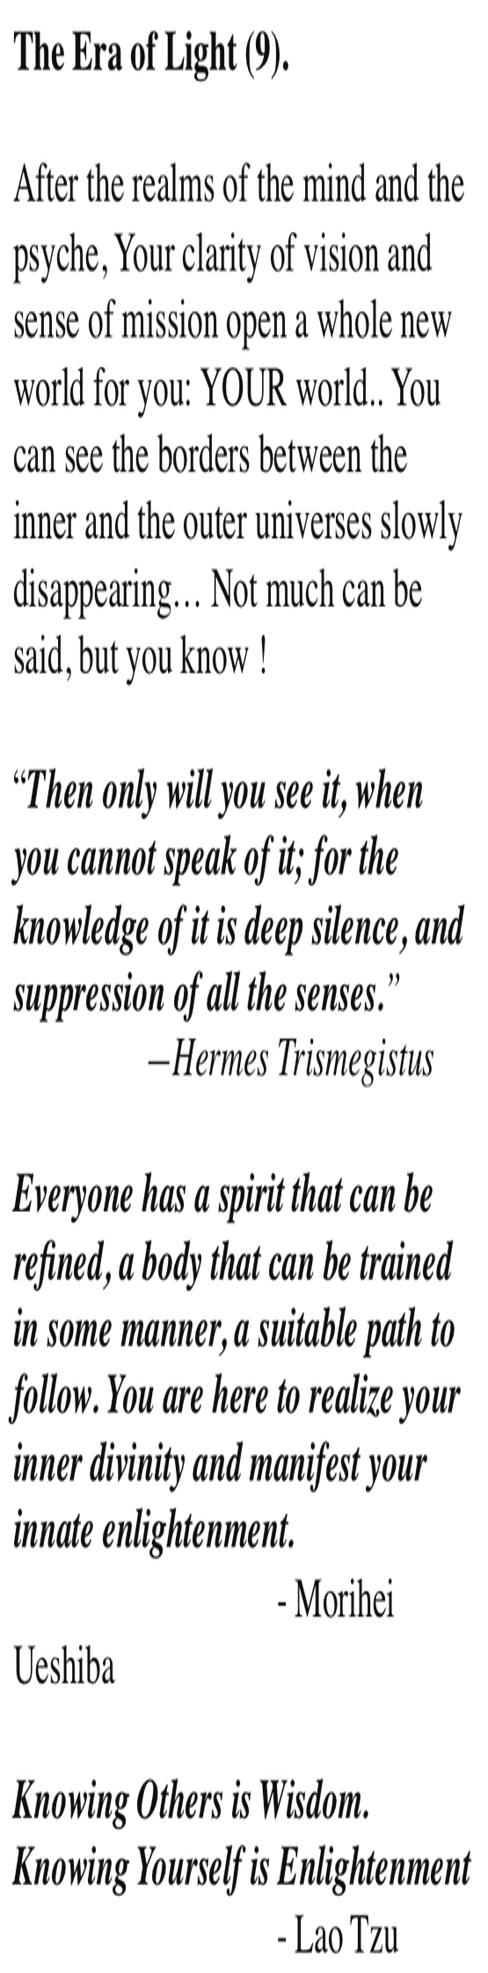 The Era of Light (9).
After the realms of the mind and the
psyche, Your clarity of vision and
sense of mission open a whole new
world for you: YOUR world.. You
can see the borders between the
inner and the outer universes slowly
disappearing… Not much can be
said, but you know !
“Then only will you see it, when
you cannot speak of it; for the
knowledge of it is deep silence, and
suppression of all the senses.”
–Hermes Trismegistus
Everyone has a spirit that can be
refined, a body that can be trained
in some manner, a suitable path to
follow. You are here to realize your
inner divinity and manifest your
innate enlightenment.
- Morihei
Ueshiba
Knowing Others is Wisdom.
Knowing Yourself is Enlightenment
- Lao Tzu